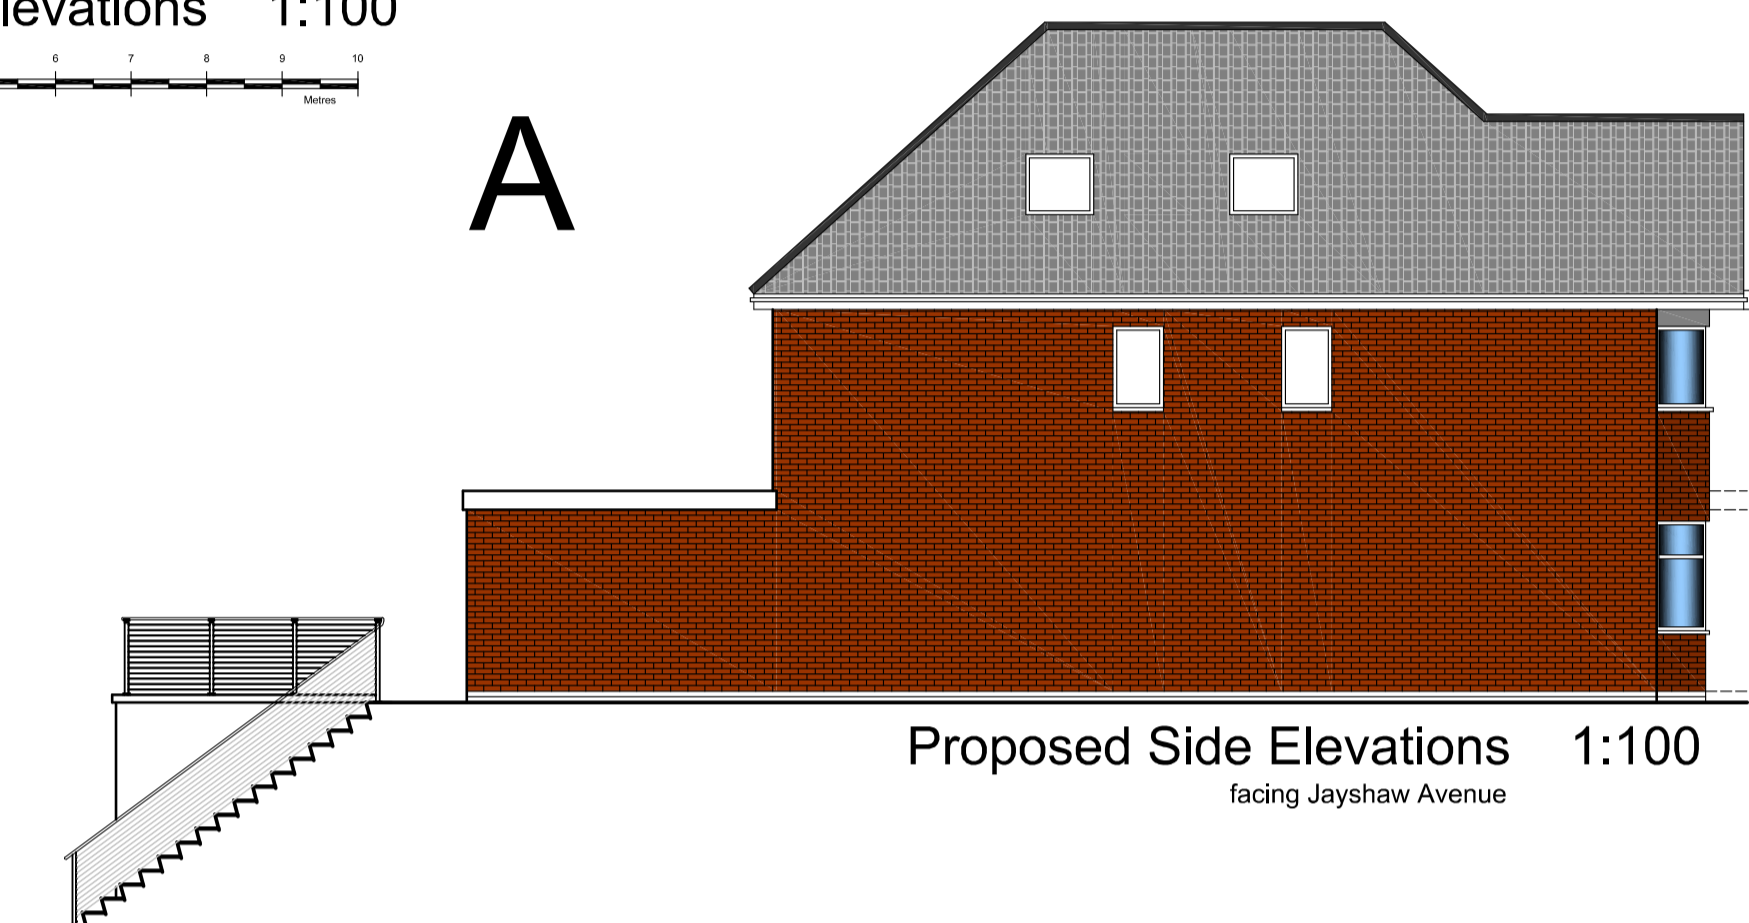 levations 1:100
6 7 8 9 10
Metres
A
Proposed Side Elevations 1:100
facing Jayshaw Avenue